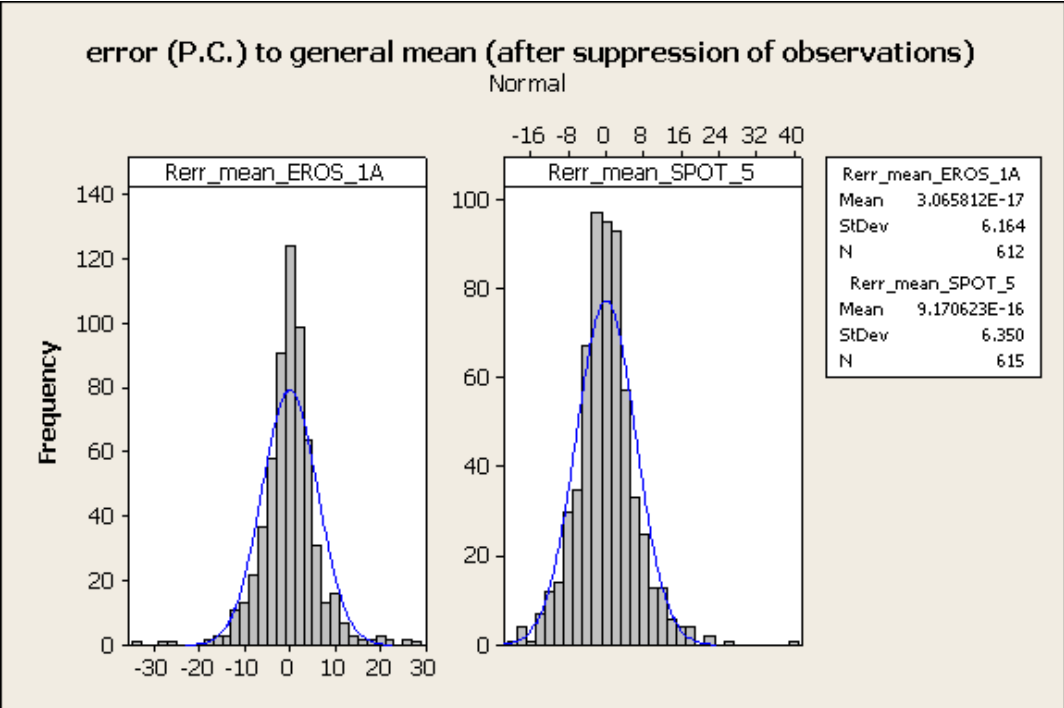 error (P.C.) to general mean (after suppression of observations)
Normal
-16 -8 0 8 16 24 32 40
Rerr_mean_EROS_1A
Rerr_mean_SPOT_5
Frequency
140
120
100
80
60
40
20
0
-30 -20 -10 0 10 20 30
100
80
60
40
20
0
Rerr_mean_EROS_1A
Mean 3.065812E-17
StDev 6.164
N 612
Rerr_mean_SPOT_5
Mean 9.170623E-16
StDev 6.350
N 615